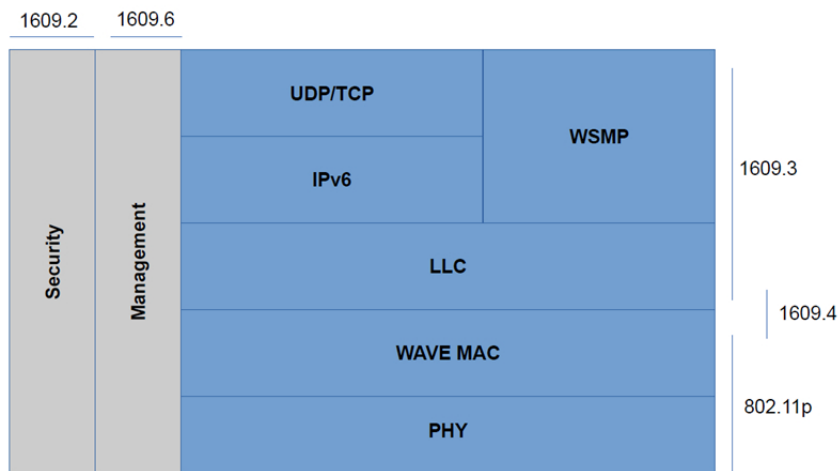 1609.2
1609.6
UDP/TCP
WSMP
1609.3
IPv6
Security
Management
LLC
1609.4
WAVE MAC
802.11p
PHY